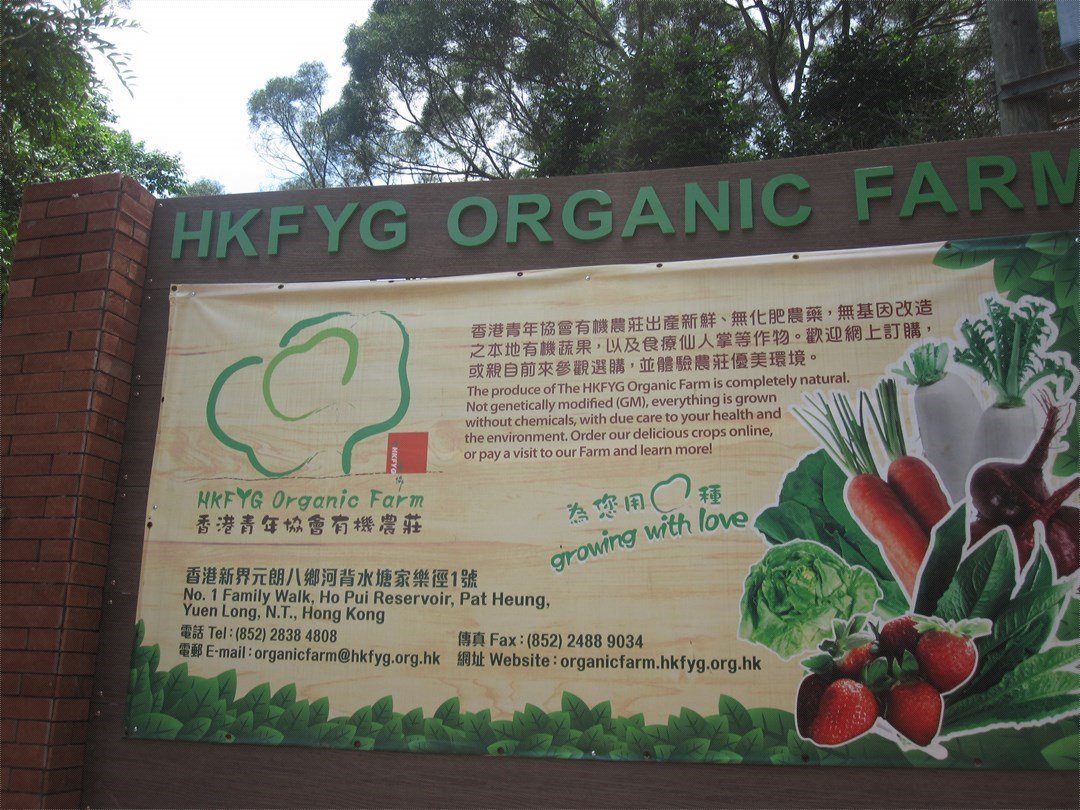 HKFYG ORGANIC FARM
香港青年協會有機農莊出產新鮮、無化肥農藥，無基因改造
之本地有機蔬果，以及食療仙人掌等作物。歡迎網上訂購，
或親自前來參觀選購，並體驗農莊優美環境。
The produce of The HKFYG Organic Farm is completely natural.
Not genetically modified (GM), everything is grown
without chemicals, with due care to your health and
the environment. Order our delicious crops online,
or pay a visit to our Farm and learn more!
HKFYG
HKFYG Organic Farm
香港青年協會有機農莊
為您用 種
growing with love
香港新界元朗八鄉河背水塘家樂徑1號
No. 1 Family Walk, Ho Pui Reservoir, Pat Heung,
Yuen Long, N.T., Hong Kong
電話 Tel : (852) 2838 4808 傳真 Fax : (852) 2488 9034
電郵 E-mail : organicfarm@hkfyg.org.hk 網址 Website : organicfarm.hkfyg.org.hk